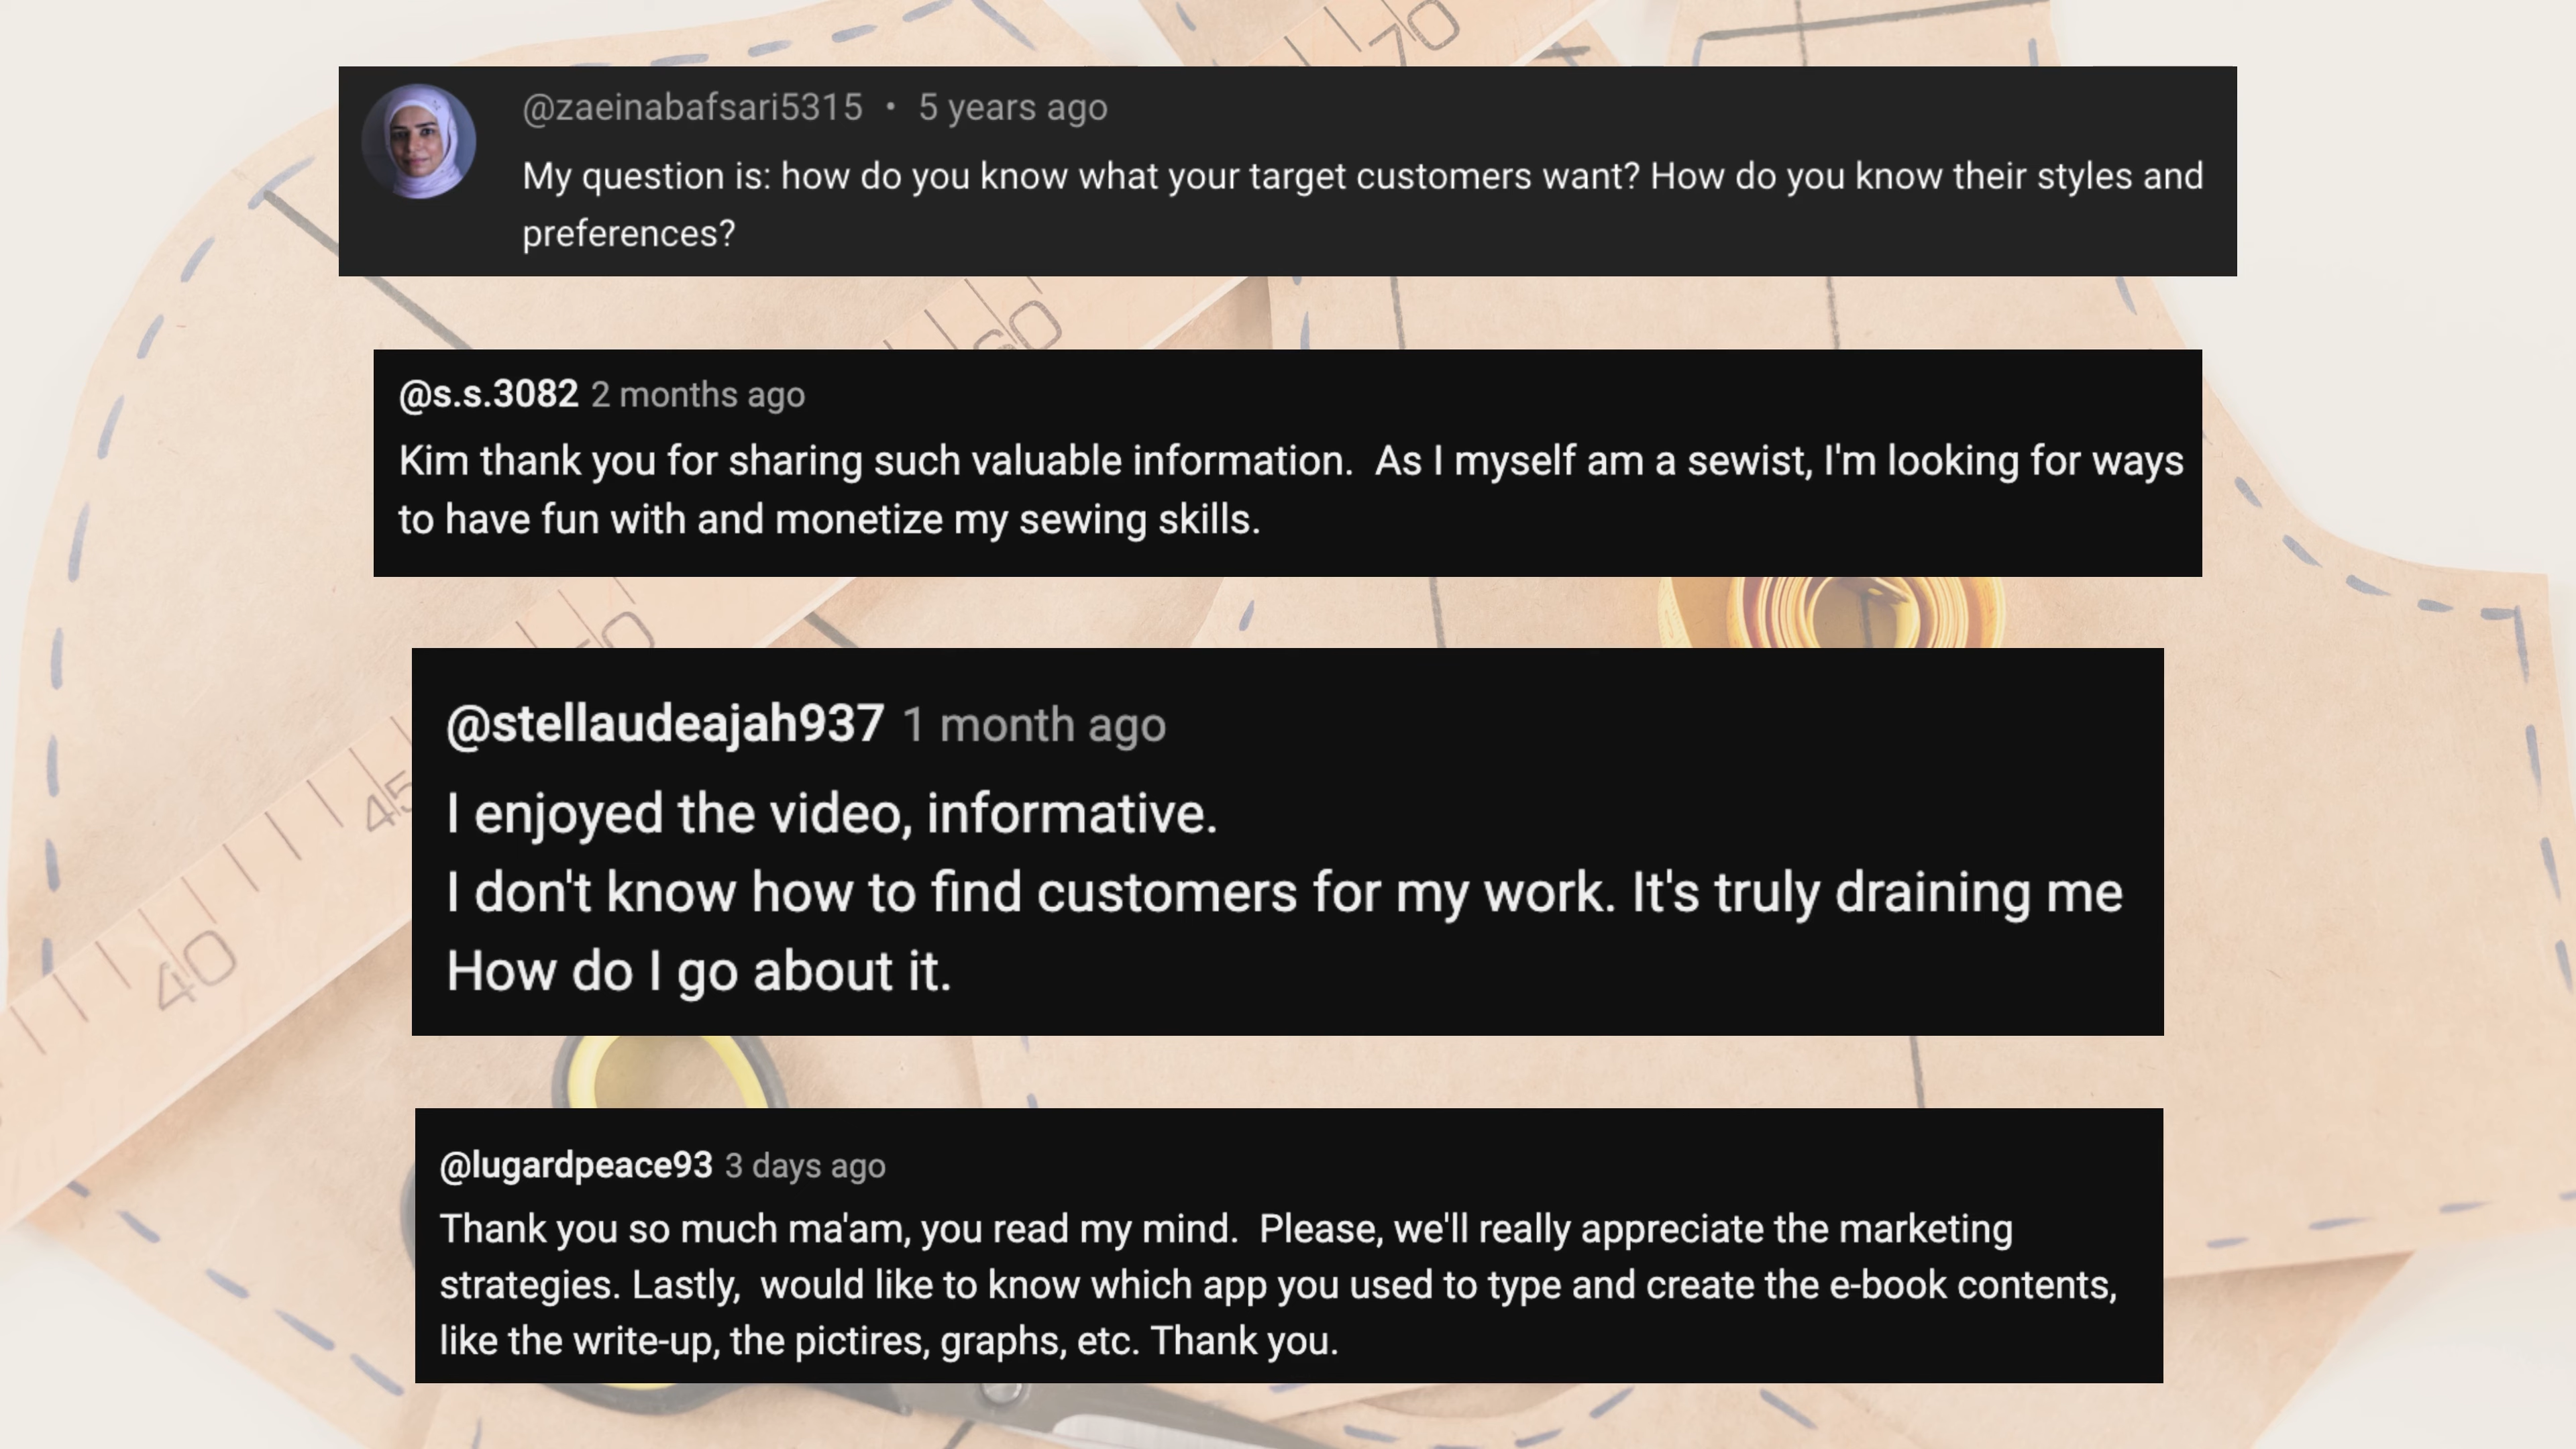 70
@zaeinabafsari5315 • 5 years ago
My question is: how do you know what your target customers want? How do you know their styles and
preferences?
60
@s.s.3082 2 months ago
Kim thank you for sharing such valuable information.  As I myself am a sewist, I'm looking for ways
to have fun with and monetize my sewing skills.
@stellaudeajah937 1 month ago
I enjoyed the video, informative.
I don't know how to find customers for my work. It's truly draining me
How do I go about it.
45
40
@lugardpeace93 3 days ago
Thank you so much ma'am, you read my mind.  Please, we'll really appreciate the marketing
strategies. Lastly,  would like to know which app you used to type and create the e-book contents,
like the write-up, the pictires, graphs, etc. Thank you.